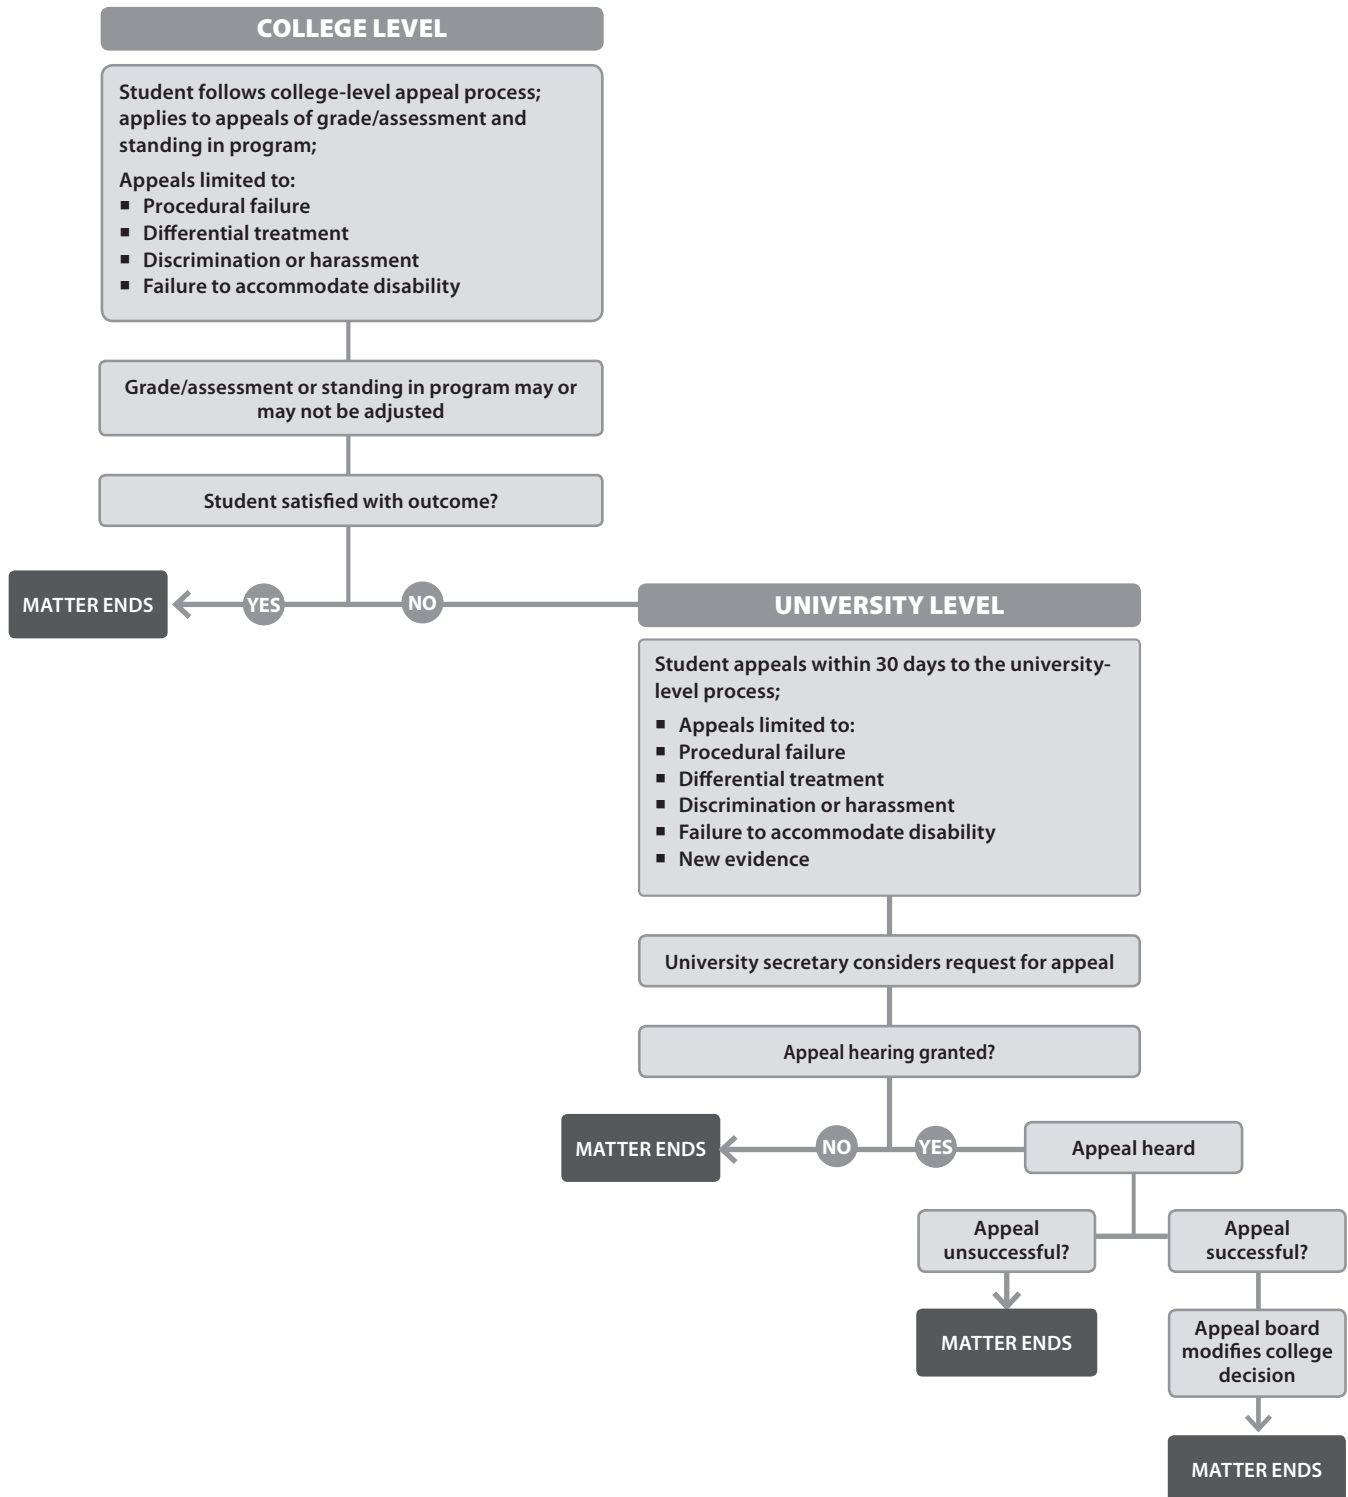 COLLEGE LEVEL
Student follows college-level appeal process;
applies to appeals of grade/assessment and
standing in program;
Appeals limited to:
■ Procedural failure
■ Differential treatment
■ Discrimination or harassment
■ Failure to accommodate disability
Grade/assessment or standing in program may or
may not be adjusted
Student satisfied with outcome?
MATTER ENDS
YES
NO
UNIVERSITY LEVEL
Student appeals within 30 days to the university-
level process;
■ Appeals limited to:
■ Procedural failure
■ Differential treatment
■ Discrimination or harassment
■ Failure to accommodate disability
■ New evidence
University secretary considers request for appeal
Appeal hearing granted?
MATTER ENDS
NO
YES
Appeal heard
Appeal
unsuccessful?
MATTER ENDS
Appeal
successful?
Appeal board
modifies college
decision
MATTER ENDS